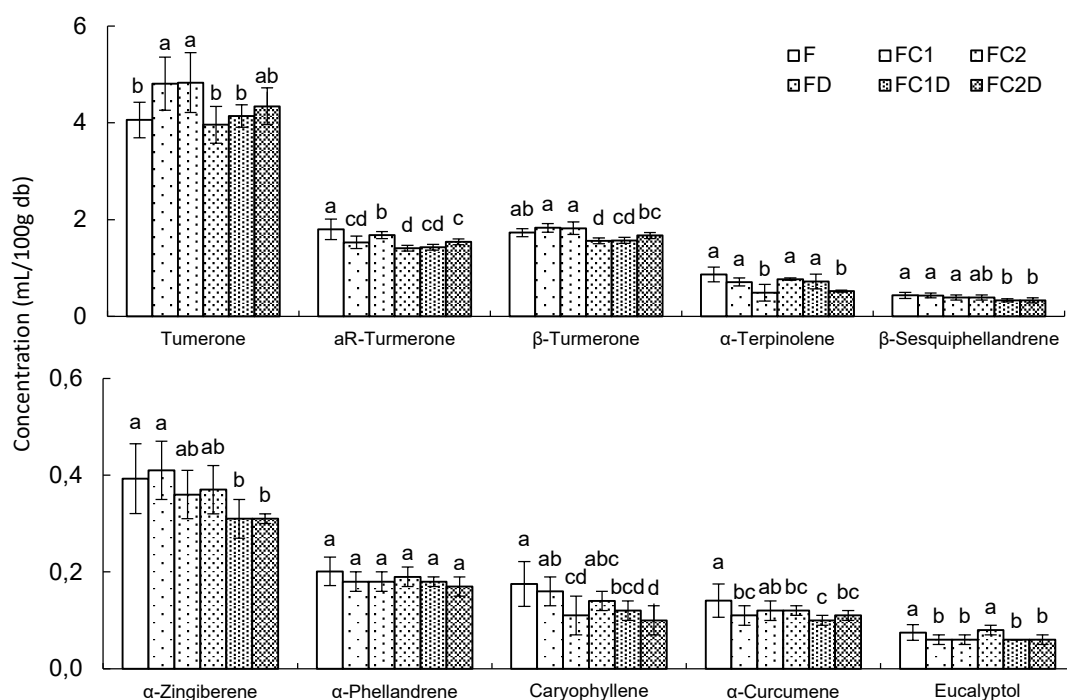 Concentration (mL/100g db)
6
4
2
0
F FC1 FC2
FD FC1D FC2D
b a a b b ab
a cd b d cd c
ab a a d cd bc
a a b a a b
a a a ab b b
Tumerone aR-Turmerone β-Turmerone α-Terpinolene β-Sesquiphellandrene
0,6
0,4
0,2
0,0
a a ab ab b b
a a a a a a
a ab cd abc bcd d
a bc ab bc c bc
a b b a b b
α-Zingiberene α-Phellandrene Caryophyllene α-Curcumene Eucalyptol